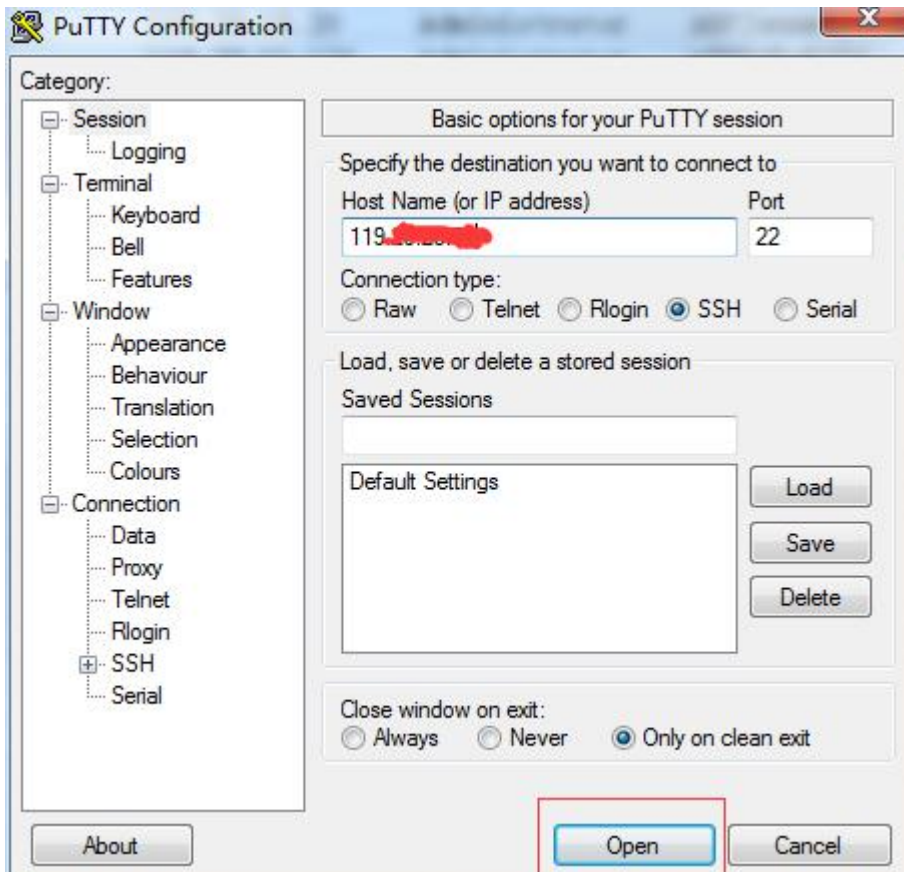 PuTTY Configuration
Category:
Session
Logging
Terminal
Keyboard
Bell
Features
Window
Appearance
Behaviour
Translation
Selection
Colours
Connection
Data
Proxy
Telnet
Rlogin
SSH
Serial
Basic options for your PuTTY session
Specify the destination you want to connect to
Host Name (or IP address) Port
119. 22
Connection type:
Raw Telnet Rlogin SSH Serial
Load, save or delete a stored session
Saved Sessions
Default Settings
Load
Save
Delete
Close window on exit:
Always Never Only on clean exit
About Open Cancel